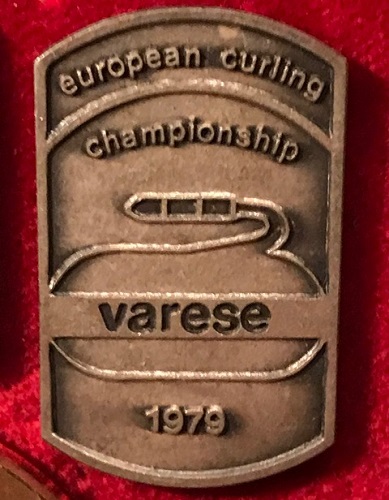 european curling
championship
varese
1979